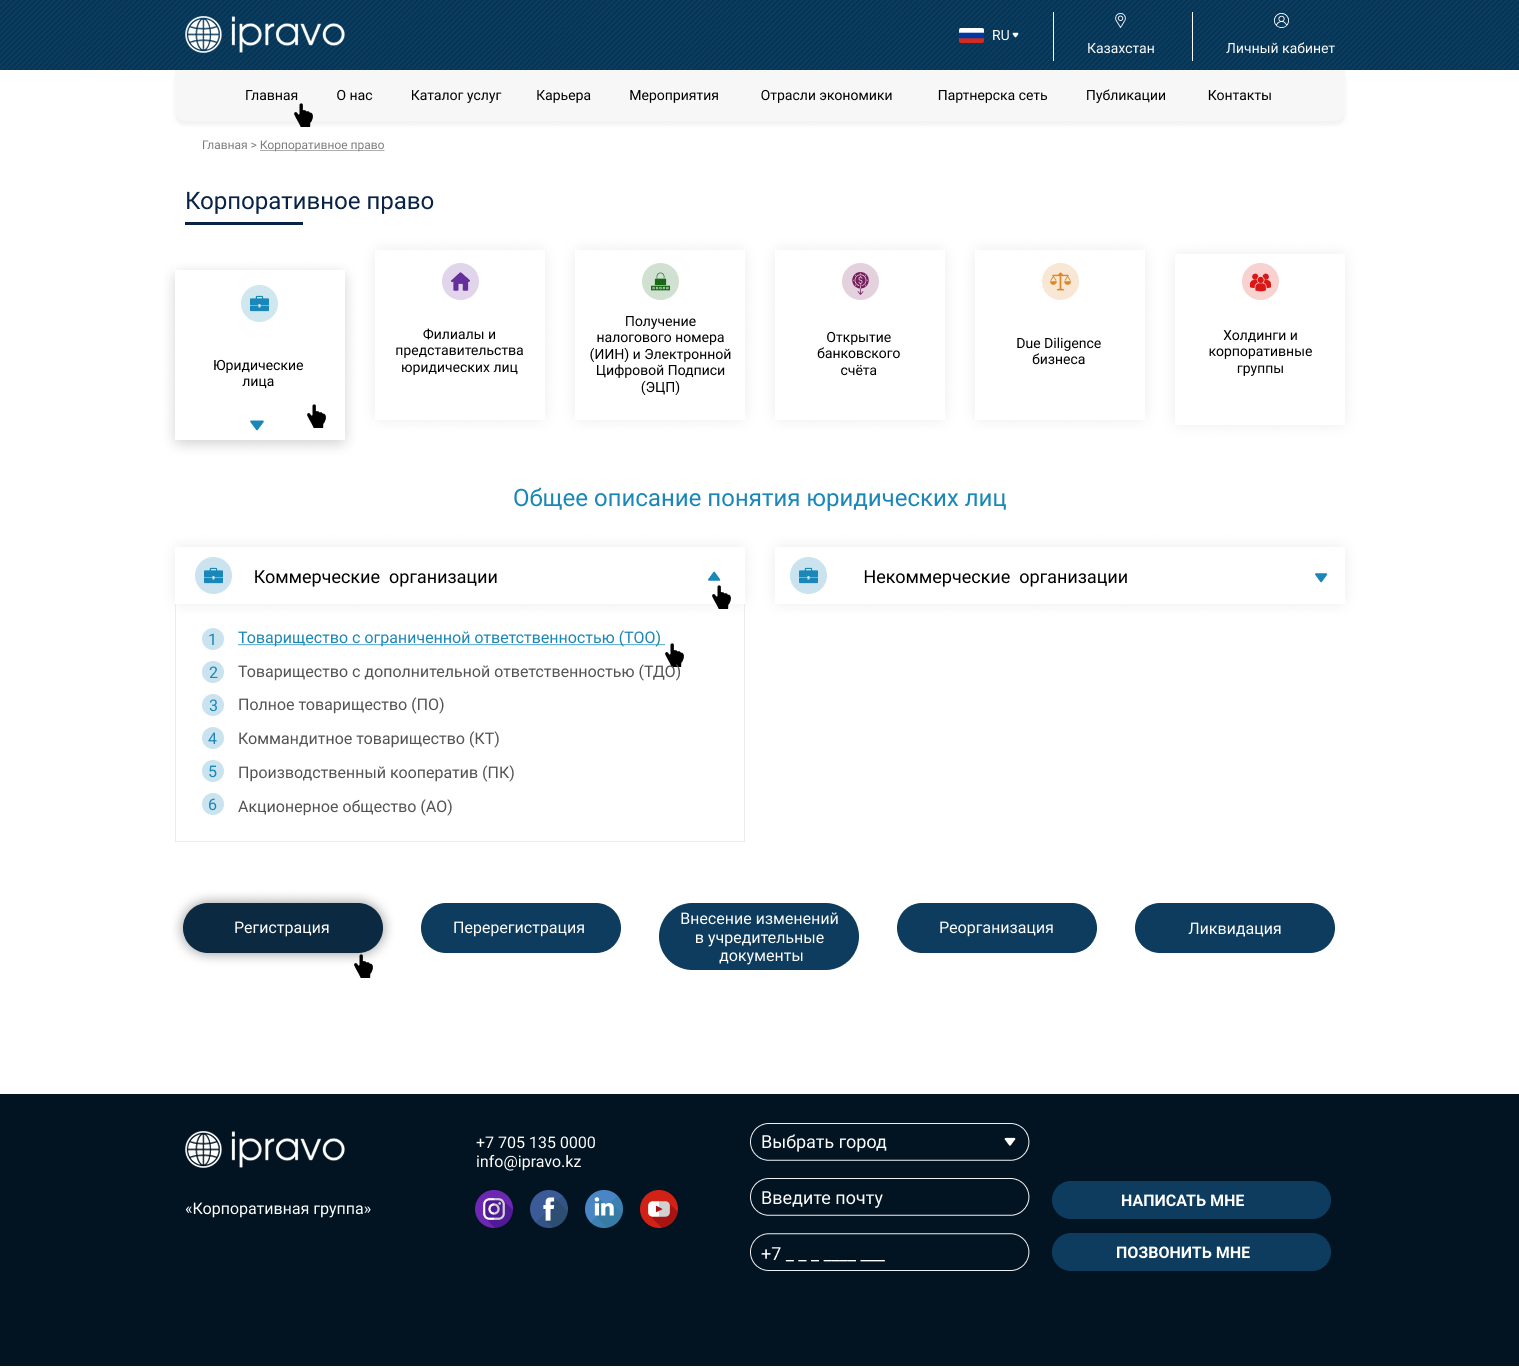 ipravo
RU
Казахстан
Личный кабинет
Главная
О нас
Каталог услуг
Карьера
Мероприятия
Отрасли экономики
Партнерска сеть
Публикации
Контакты
Главная > Корпоративное право
Корпоративное право
Юридические
лица
Филиалы и
представительства
юридических лиц
Получение
налогового номера
(ИИН) и Электронной
Цифровой Подписи
(ЭЦП)
Открытие
банковского
счёта
Due Diligence
бизнеса
Холдинги и
корпоративные
группы
Общее описание понятия юридических лиц
Коммерческие организации
1 Товарищество с ограниченной ответственностью (ТОО)
2 Товарищество с дополнительной ответственностью (ТДО)
3 Полное товарищество (ПО)
4 Коммандитное товарищество (КТ)
5 Производственный кооператив (ПК)
6 Акционерное общество (АО)
Некоммерческие организации
Регистрация
Перерегистрация
Внесение изменений
в учредительные
документы
Реорганизация
Ликвидация
ipravo
«Корпоративная группа»
+7 705 135 0000
info@ipravo.kz
Выбрать город
Введите почту
+7 _ _ _ ____ ___
НАПИСАТЬ МНЕ
ПОЗВОНИТЬ МНЕ